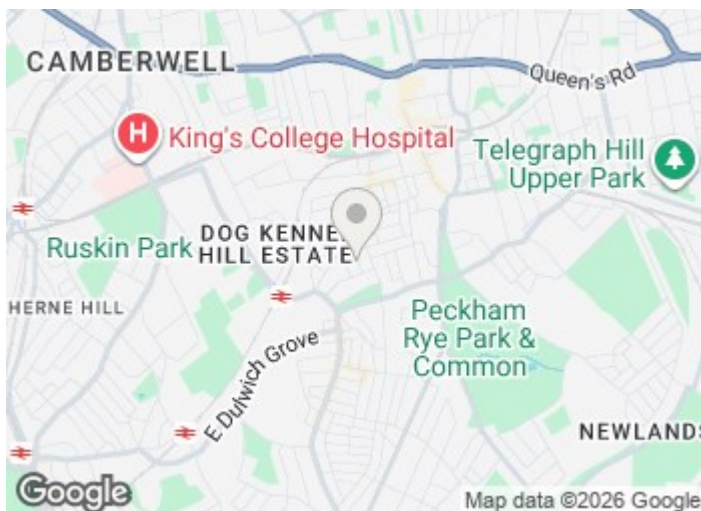 CAMBERWELL
Queen's Rd
King's College Hospital
Telegraph Hill
Upper Park
Ruskin Park
DOG KENNE
HILL ESTATE
HERNE HILL
Peckham
Rye Park &
Common
E Dulwich Grove
NEWLANDS
Google
Map data ©2026 Google
H